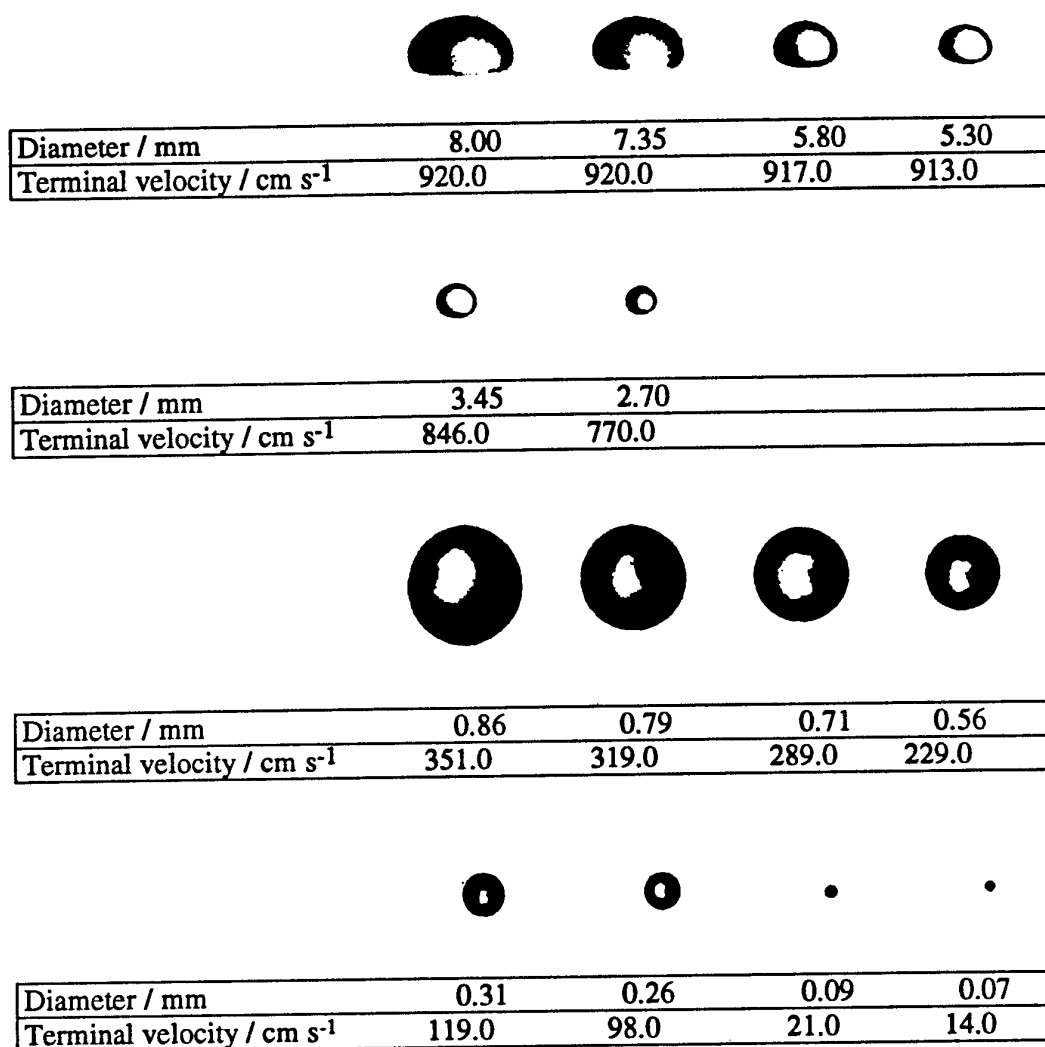 Diameter / mm 8.00 7.35 5.80 5.30
Terminal velocity / cm s-1 920.0 920.0 917.0 913.0
Diameter / mm 3.45 2.70
Terminal velocity / cm s-1 846.0 770.0
Diameter / mm 0.86 0.79 0.71 0.56
Terminal velocity / cm s-1 351.0 319.0 289.0 229.0
Diameter / mm 0.31 0.26 0.09 0.07
Terminal velocity / cm s-1 119.0 98.0 21.0 14.0